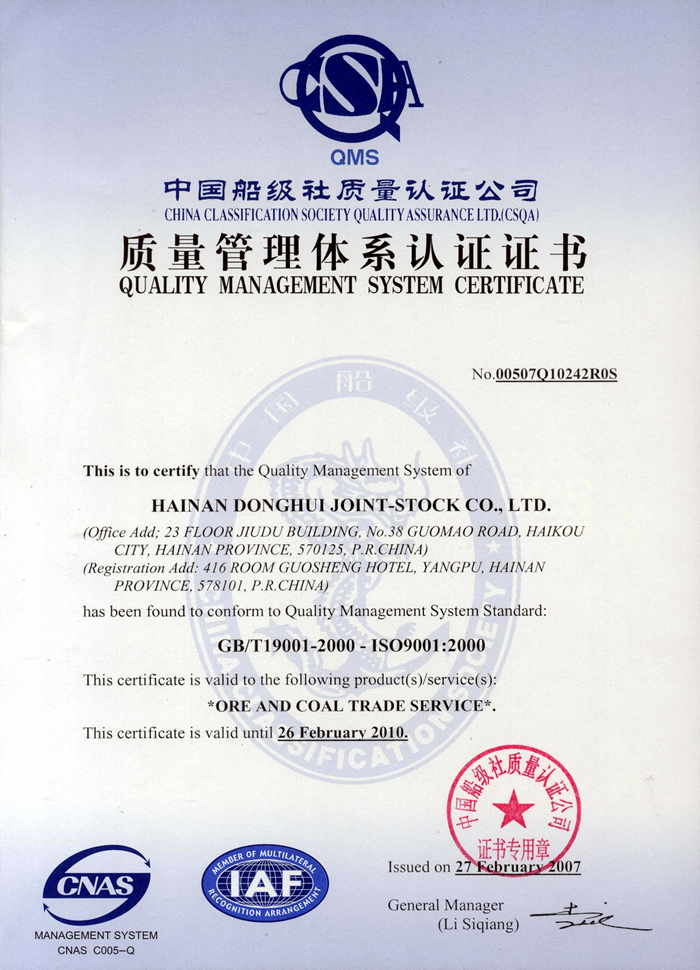 CSQA
QMS
中国船级社质量认证公司
CHINA CLASSIFICATION SOCIETY QUALITY ASSURANCE LTD.(CSQA)
质量管理体系认证证书
QUALITY MANAGEMENT SYSTEM CERTIFICATE
No.00507Q10242R0S
中国船级社
CHINA CLASSIFICATION SOCIETY
This is to certify that the Quality Management System of
HAINAN DONGHUI JOINT-STOCK CO., LTD.
(Office Add; 23 FLOOR JIUDU BUILDING, No.38 GUOMAO ROAD, HAIKOU
CITY, HAINAN PROVINCE, 570125, P.R.CHINA)
(Registration Add: 416 ROOM GUOSHENG HOTEL, YANGPU, HAINAN
PROVINCE, 578101, P.R.CHINA)
has been found to conform to Quality Management System Standard:
GB/T19001-2000 - ISO9001:2000
This certificate is valid to the following product(s)/service(s):
*ORE AND COAL TRADE SERVICE*.
This certificate is valid until 26 February 2010.
中国船级社质量认证公司
证书专用章
Issued on 27 February 2007
General Manager
(Li Siqiang)
CNAS
MANAGEMENT SYSTEM
CNAS C005-Q
MEMBER OF MULTILATERAL
IAF
RECOGNITION ARRANGEMENT